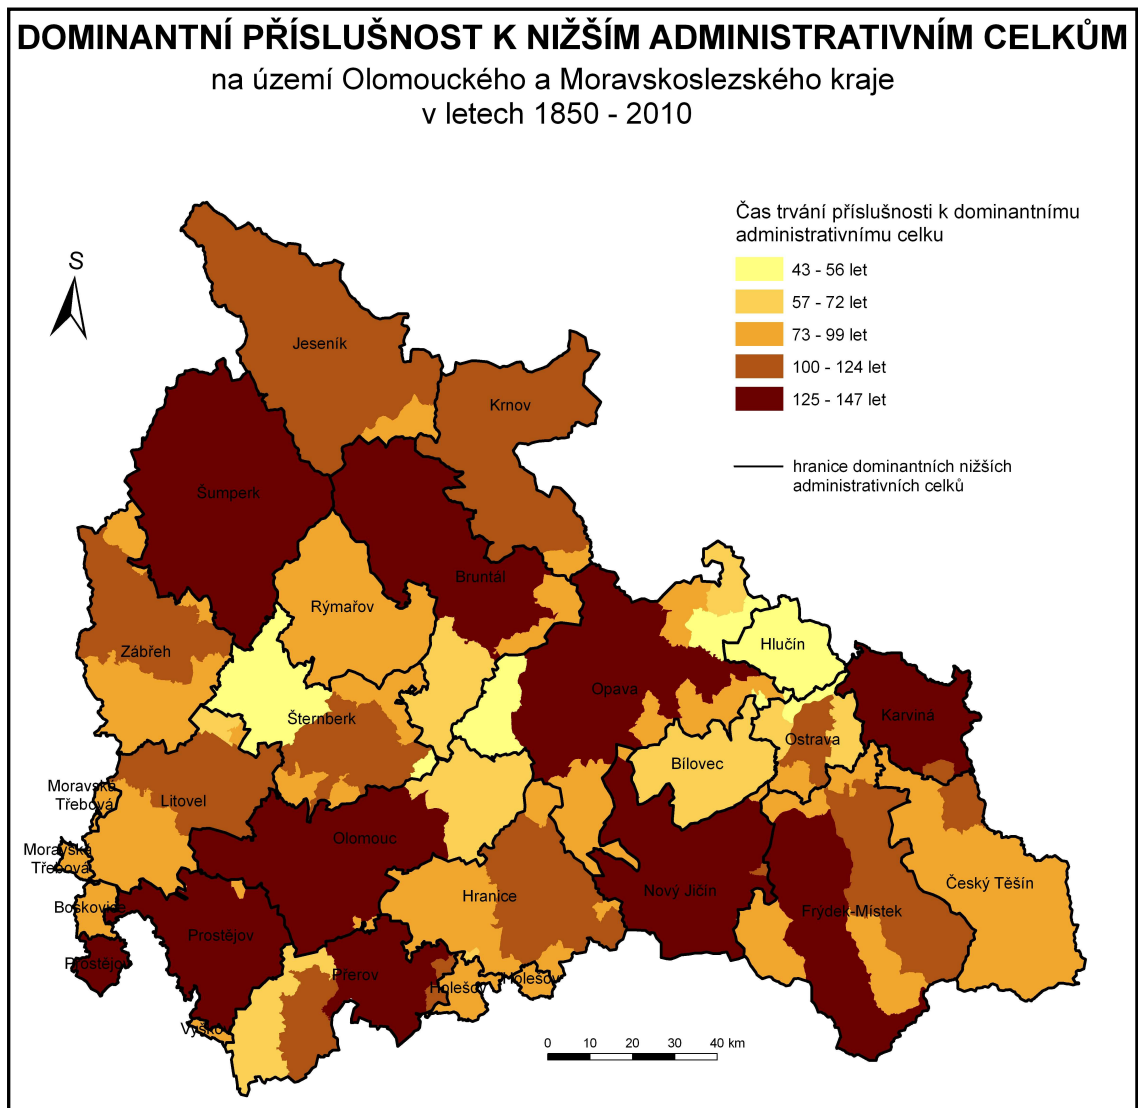 DOMINANTNÍ PŘÍSLUŠNOST K NIŽŠÍM ADMINISTRATIVNÍM CELKŮM
na území Olomouckého a Moravskoslezského kraje
v letech 1850 - 2010
Čas trvání příslušnosti k dominantnímu
administrativnímu celku
43 - 56 let
57 - 72 let
73 - 99 let
100 - 124 let
125 - 147 let
hranice dominantních nižších
administrativních celků
S
Jeseník
Krnov
Šumperk
Bruntál
Rýmařov
Hlučín
Zábřeh
Opava
Karviná
Šternberk
Ostrava
Bílovec
Moravská
Třebová
Litovel
Olomouc
Moravská
Třebová
Český Těšín
Nový Jičín
Hranice
Boskovice
Frýdek-Místek
Prostějov
Prostějov
Přerov
Holešov
Holešov
Vyškov
0 10 20 30 40 km